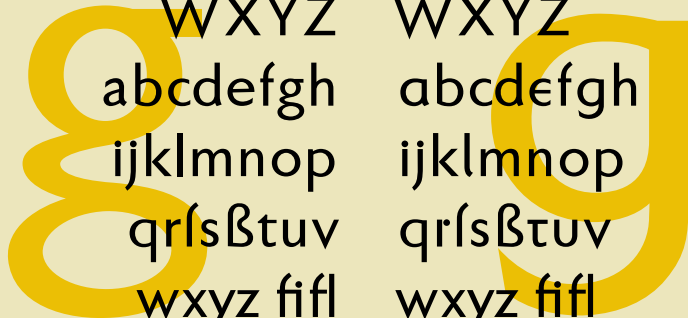 g
WXYZ WXYZ
abcdefgh abcdefgh
ijklmnop ijklmnop
qrſsßtuv qrſsßtuv
wxyz fifl wxyz fifl
g